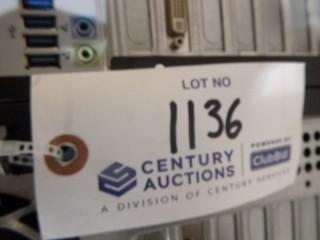 LOT NO
1136
CENTURY
AUCTIONS
POWERED BY
ClubBid
A DIVISION OF CENTURY SERVICES